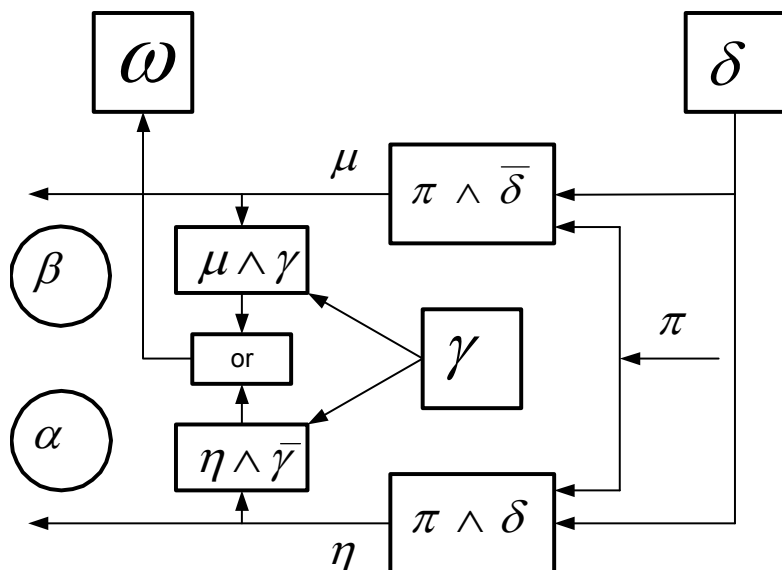 ω
δ
μ
π ∧ δ̅
β
μ ∧ γ
π
or
γ
α
η ∧ γ̅
π ∧ δ
η